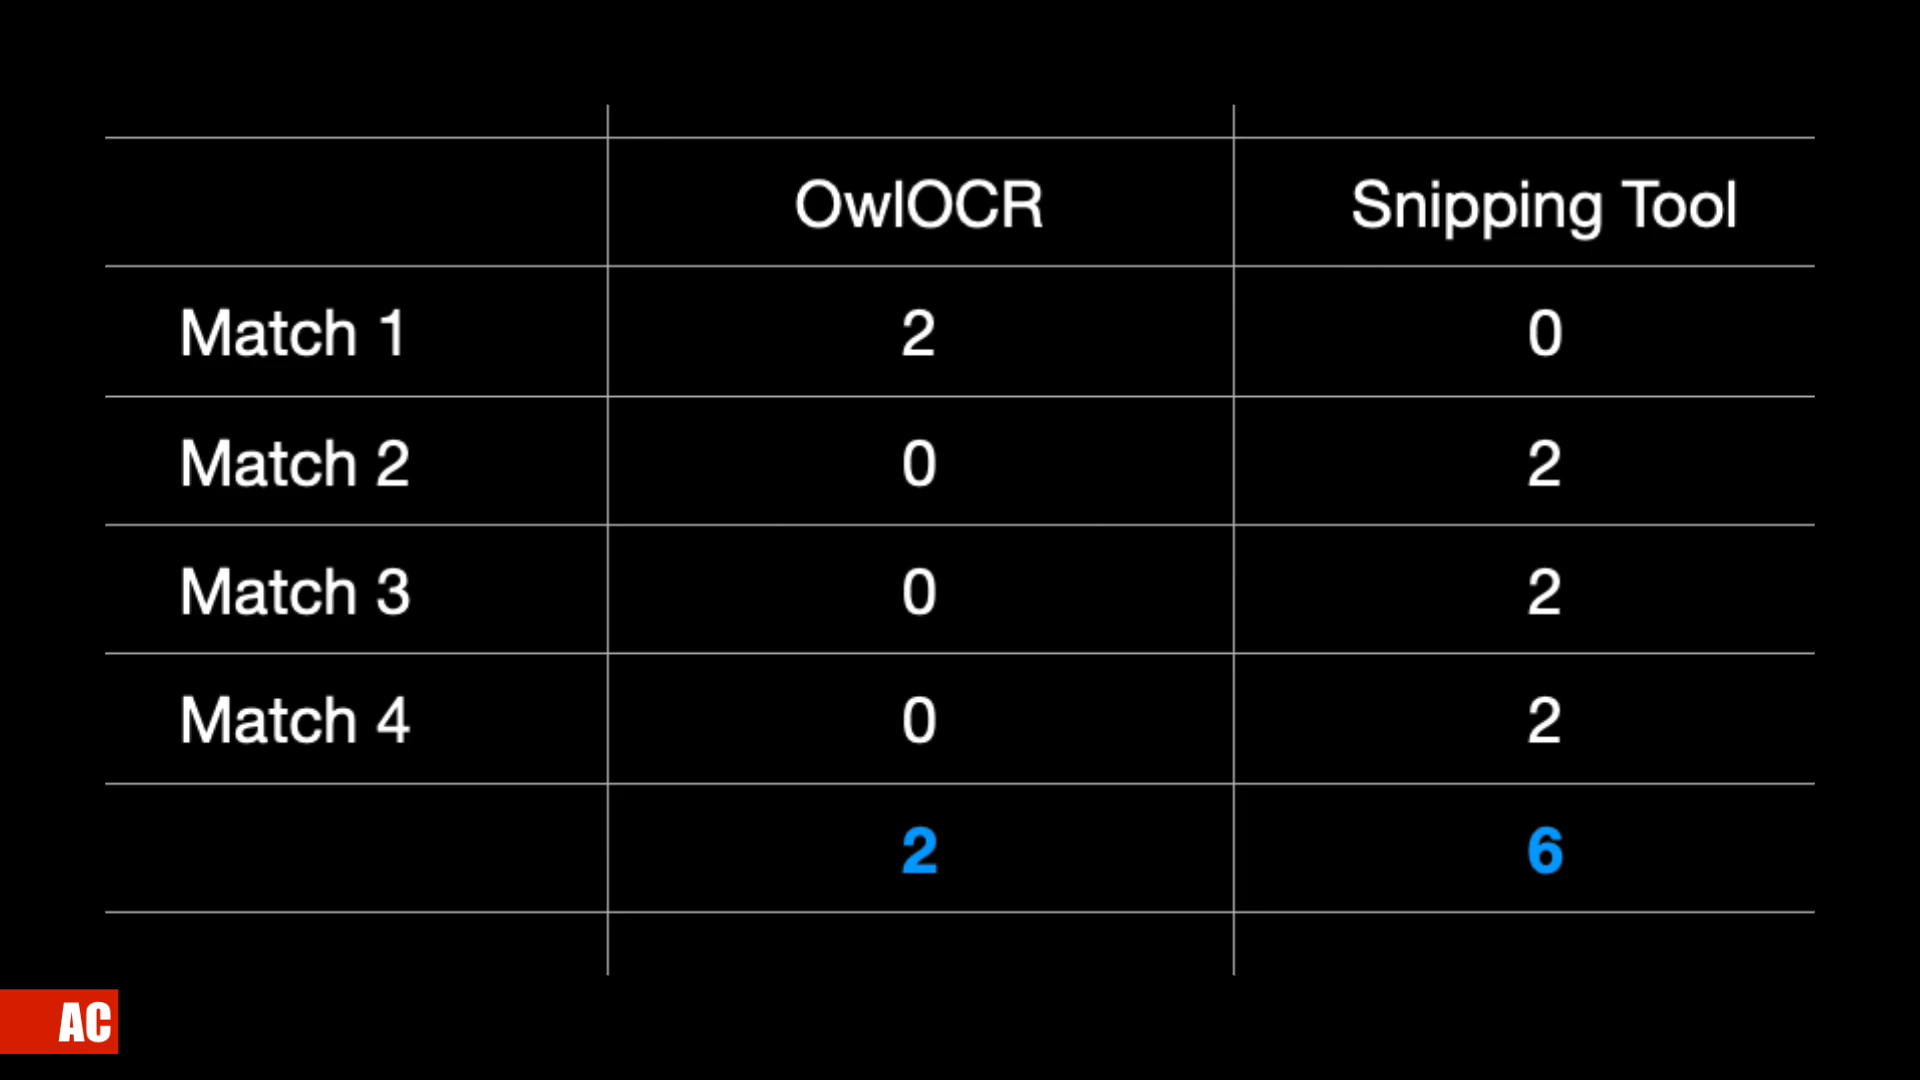 OwlOCR Snipping Tool
Match 1 2 0
Match 2 0 2
Match 3 0 2
Match 4 0 2
2 6
AC